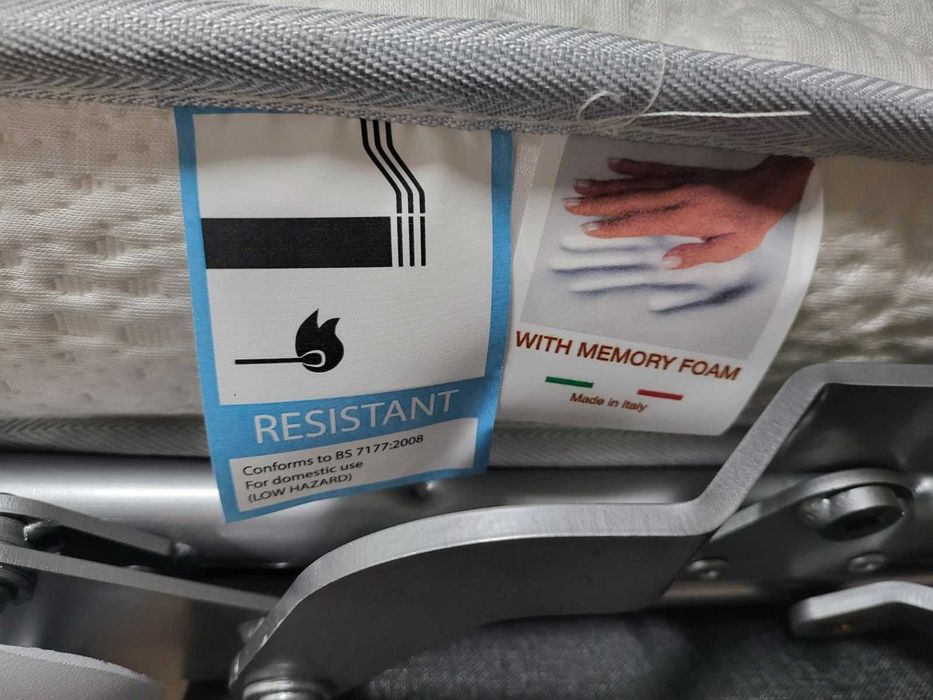 RESISTANT
Conforms to BS 7177:2008
For domestic use
(LOW HAZARD)
WITH MEMORY FOAM
Made in Italy